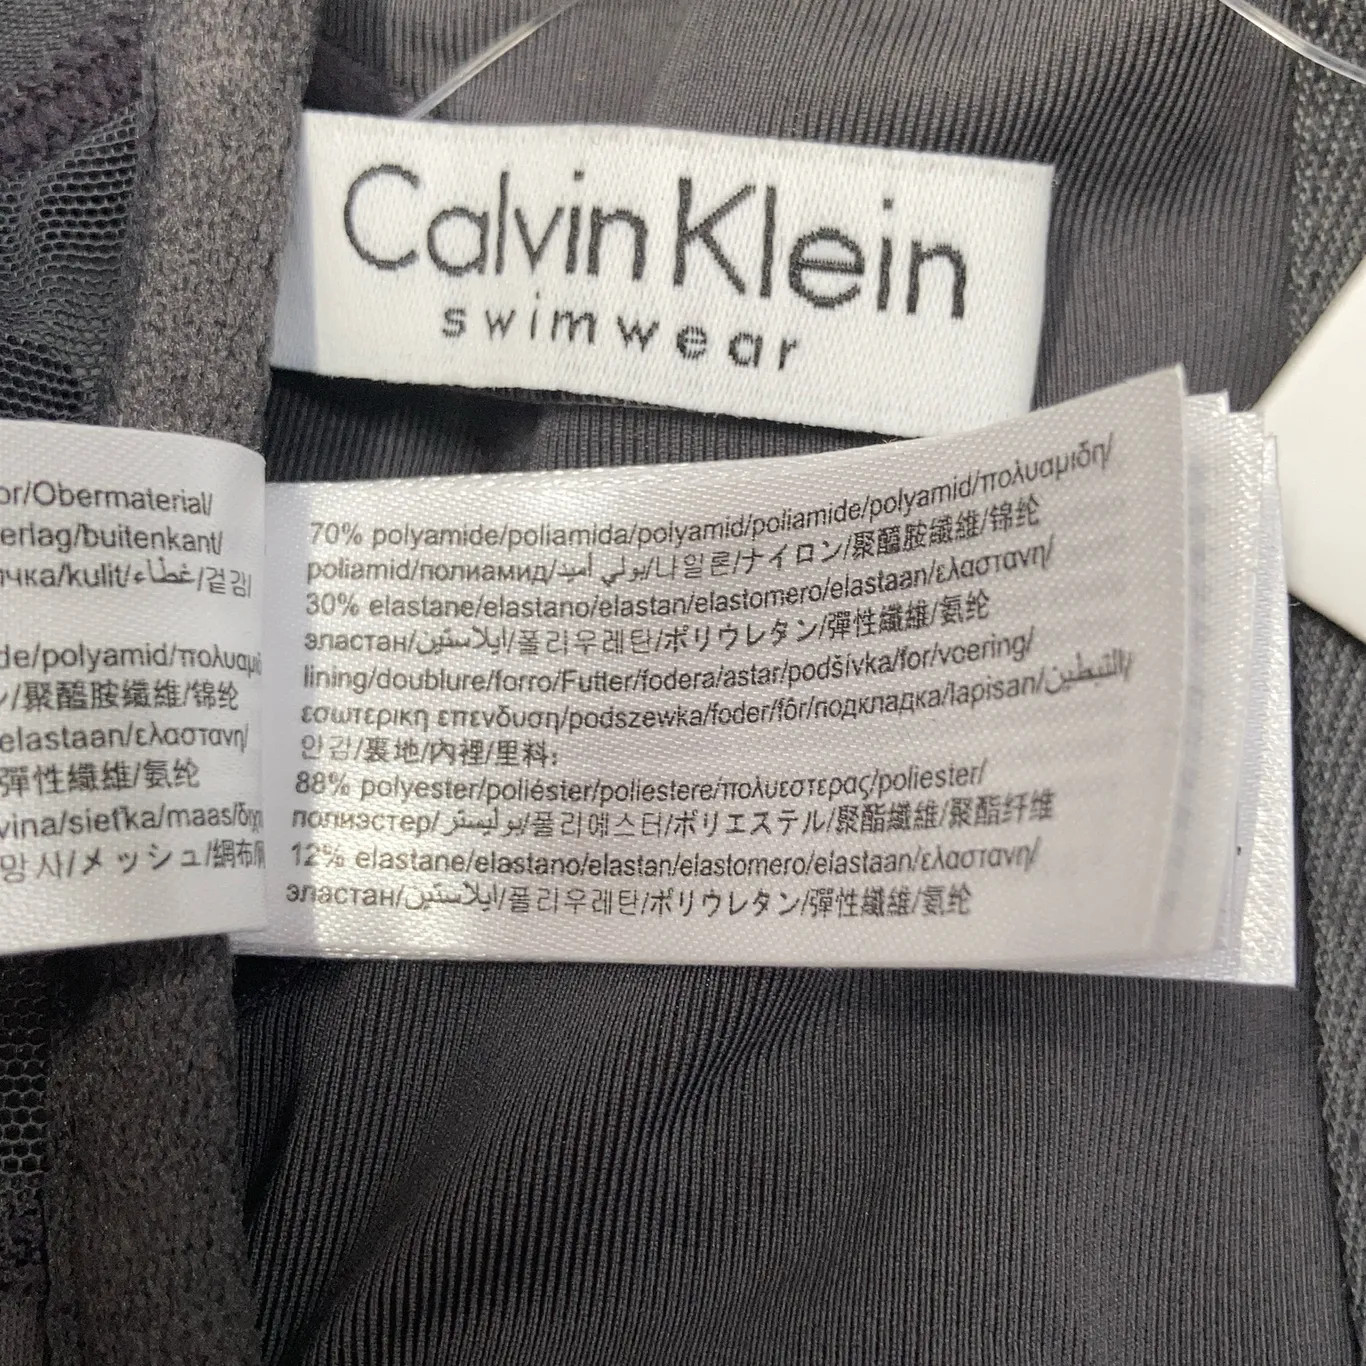 Calvin Klein
swimwear
or/Obermaterial/
erlag/buitenkant/
ичка/kulit/غطاء/겉감/
de/polyamid/πολυαμι
/聚醯胺纖維/锦纶
elastaan/ελαστανη/
彈性纖維/氨纶
vina/siefka/maas/διχτ
망사/メッシュ/網布/
70% polyamide/poliamida/polyamid/poliamide/polyamid/πολυαμιδη/
poliamid/полиамид/بولي أميد/나일론/ナイロン/聚醯胺纖維/锦纶
30% elastane/elastano/elastan/elastomero/elastaan/ελαστανη/
эластан/إيلاستين/폴리우레탄/ポリウレタン/彈性纖維/氨纶
lining/doublure/forro/Futter/fodera/astar/podšívka/for/voering/
εσωτερικη επενδυση/podszewka/foder/fôr/подкладка/lapisan/التبطين/
안감/裏地/內裡/里料:
88% polyester/poliéster/poliestere/πολυεστερας/poliester/
полиэстер/بوليستر/폴리에스터/ポリエステル/聚酯纖維/聚酯纤维
12% elastane/elastano/elastan/elastomero/elastaan/ελαστανη/
эластан/إيلاستين/폴리우레탄/ポリウレタン/彈性纖維/氨纶